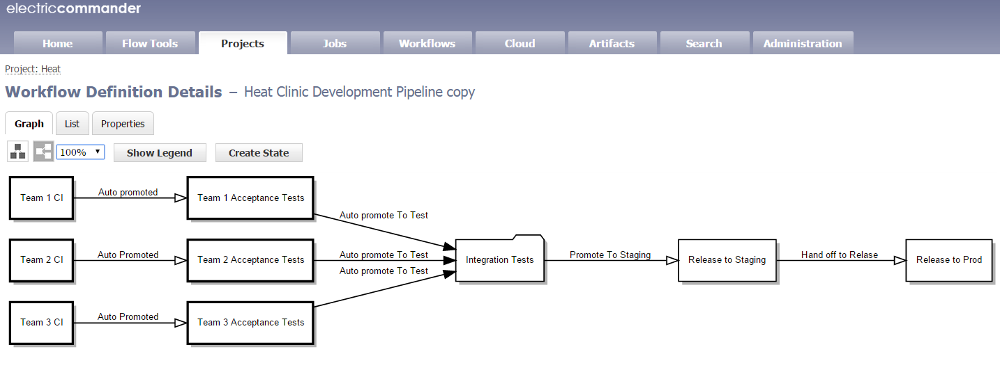 electriccommander
Home Flow Tools Projects Jobs Workflows Cloud Artifacts Search Administration
Project: Heat
Workflow Definition Details – Heat Clinic Development Pipeline copy
Graph List Properties
100% Show Legend Create State
Team 1 CI Auto promoted Team 1 Acceptance Tests
Auto promote To Test
Team 2 CI Auto Promoted Team 2 Acceptance Tests Auto promote To Test Integration Tests Promote To Staging Release to Staging Hand off to Relase Release to Prod
Auto promote To Test
Team 3 CI Auto Promoted Team 3 Acceptance Tests